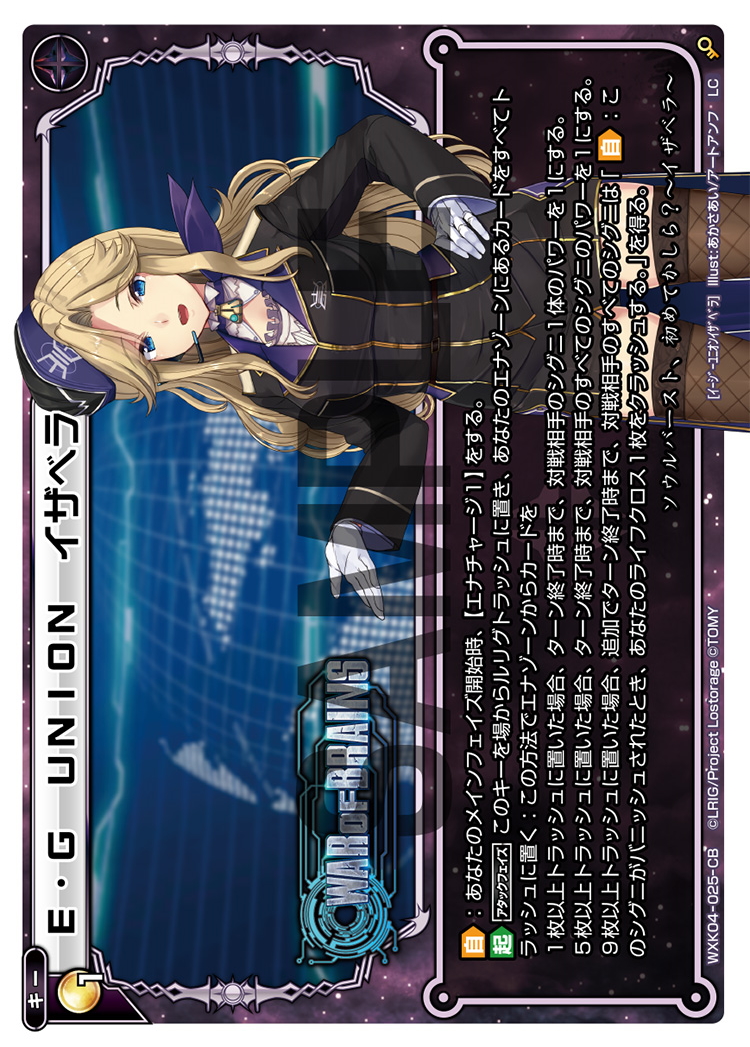 キー
1
E・G UNION イザベラ
WAR OF BRAINS
SAMPLE
自：あなたのメインフェイズ開始時、【エナチャージ1】をする。
起 アタックフェイズ このキーを場からルリグトラッシュに置き、あなたのエナゾーンにあるカードをすべてト
ラッシュに置く：この方法でエナゾーンからカードを
1枚以上トラッシュに置いた場合、ターン終了時まで、対戦相手のシグニ1体のパワーを1にする。
5枚以上トラッシュに置いた場合、ターン終了時まで、対戦相手のすべてのシグニのパワーを1にする。
9枚以上トラッシュに置いた場合、追加でターン終了時まで、対戦相手のすべてのシグニは「自：こ
のシグニがバニッシュされたとき、あなたのライフクロス1枚をクラッシュする。」を得る。
ソウルバースト、初めてかしら？～イザベラ～
WXK04-025-CB ©LRIG/Project Lostorage ©TOMY [イージーユニオンイザベラ] Illust:あかさあい/アートアンフ LC